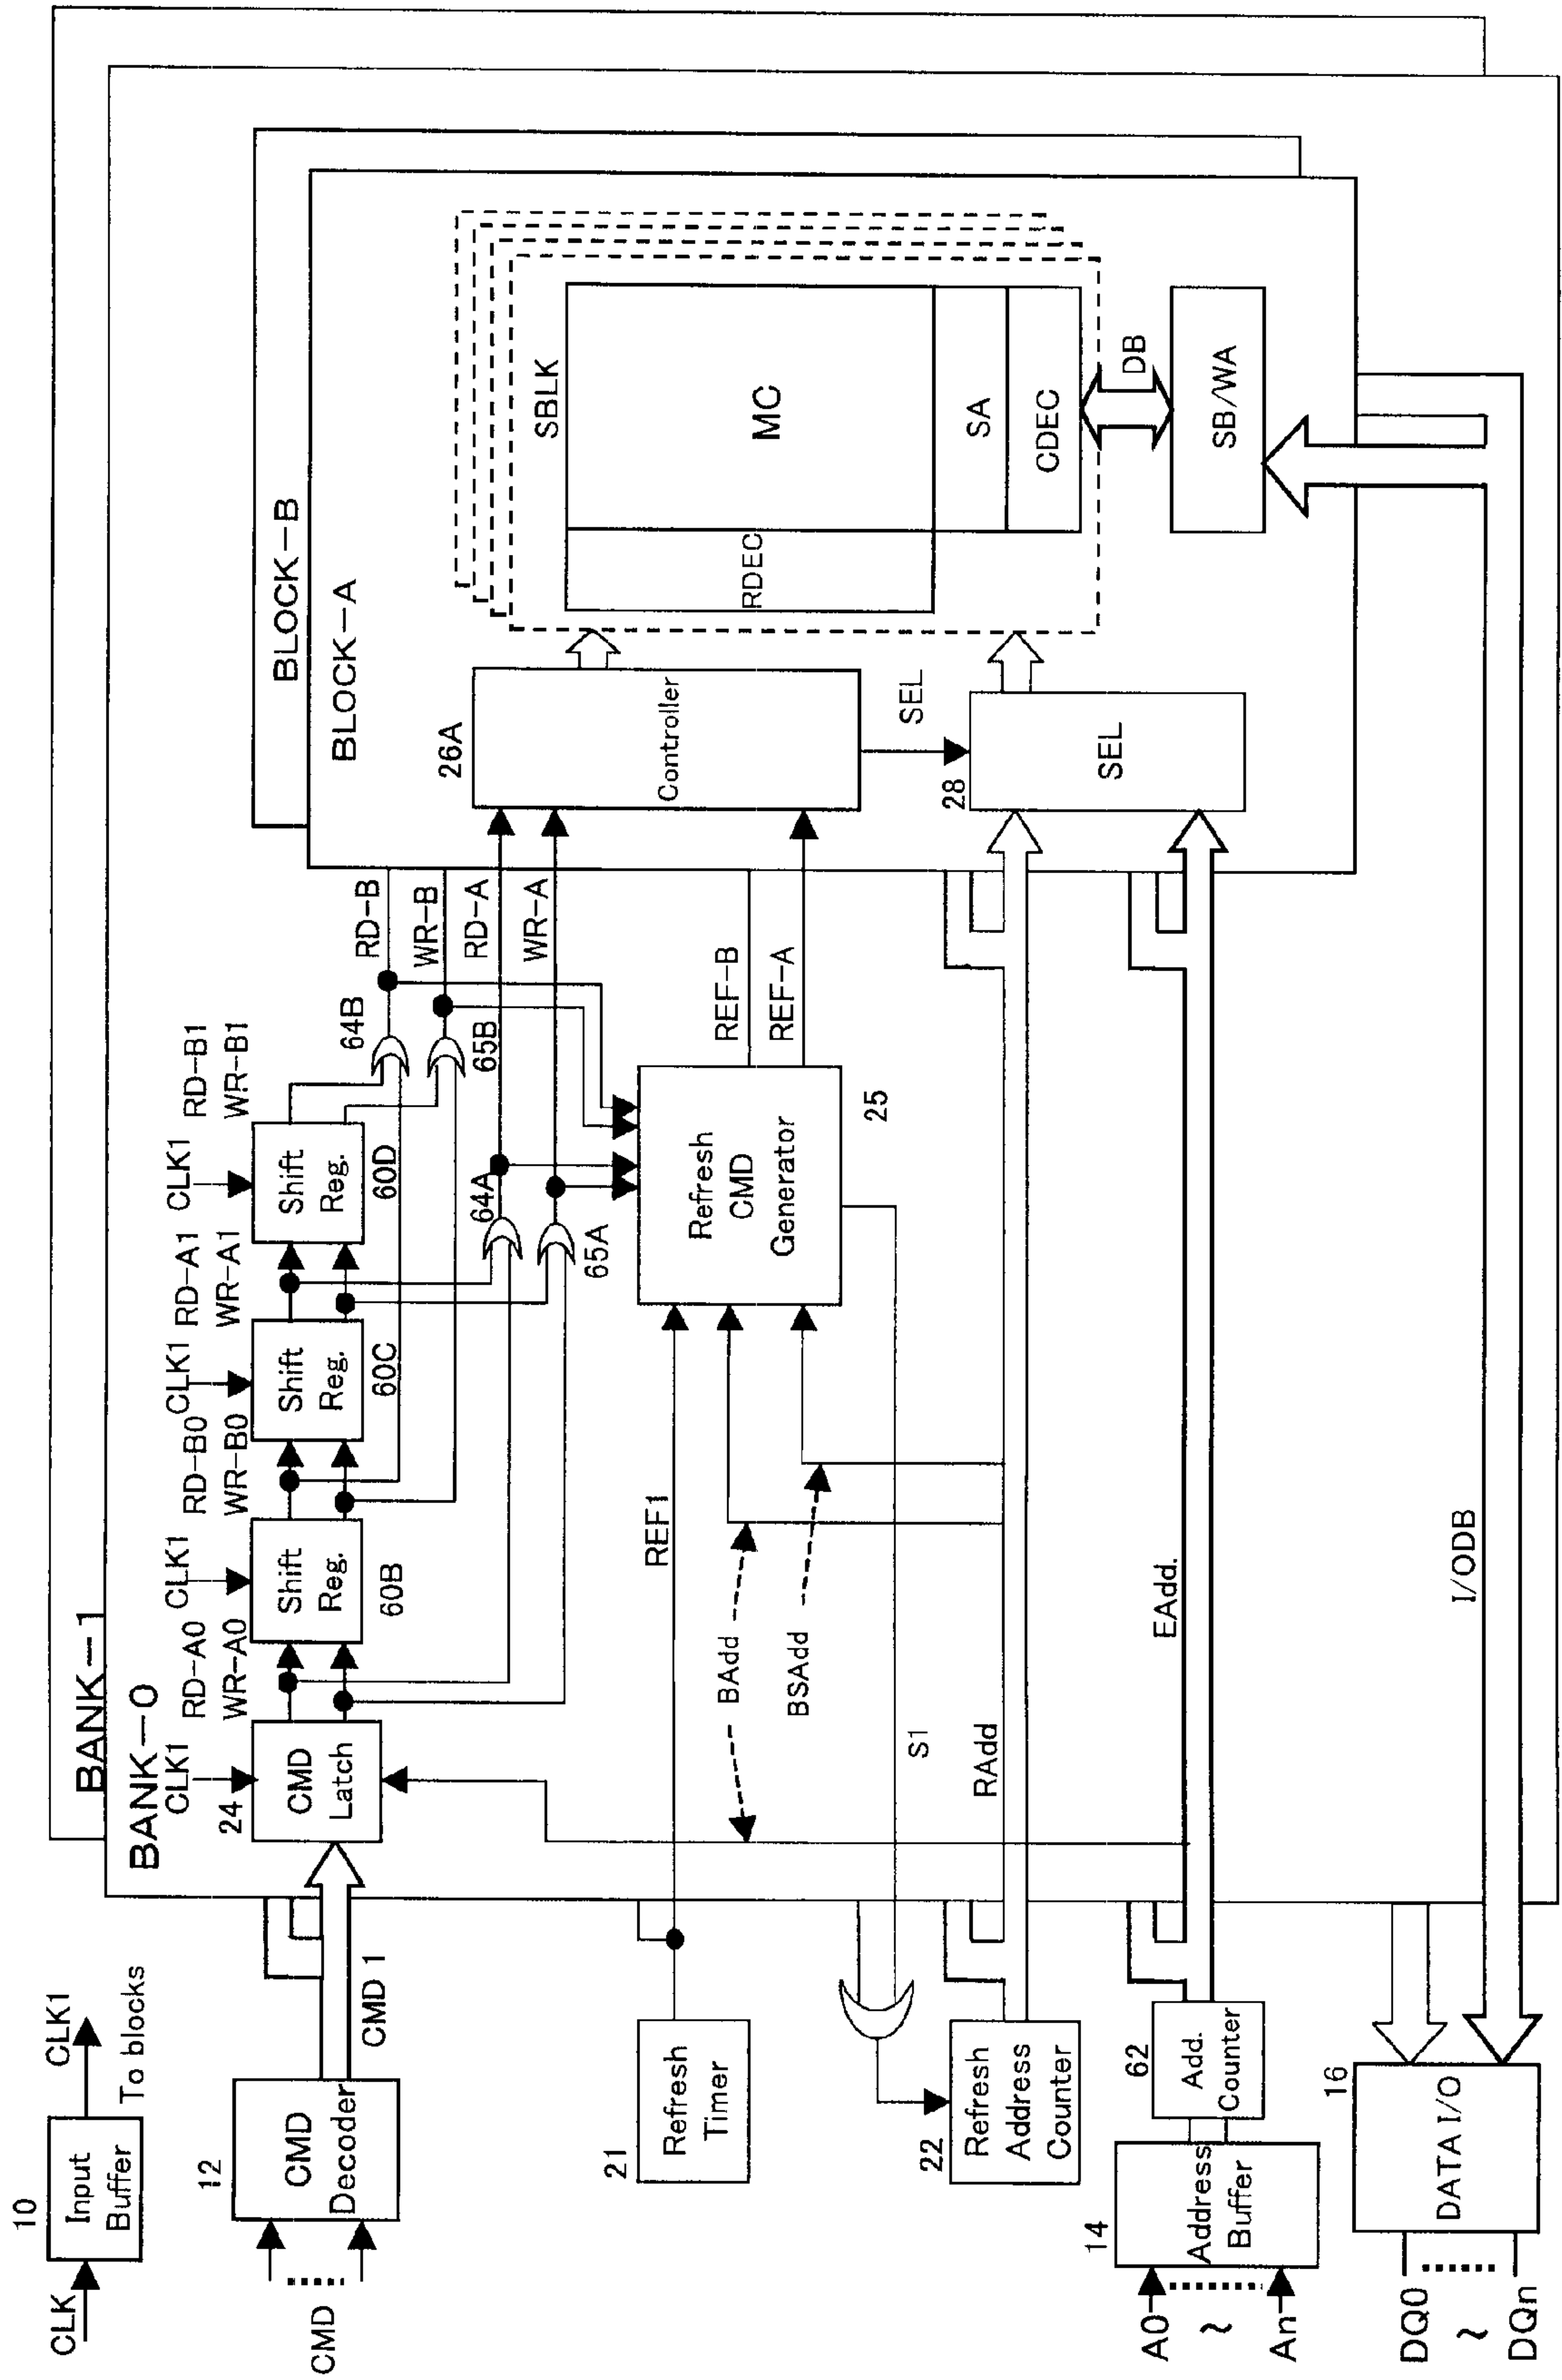 BANK-1
BANK-0
BLOCK-B
BLOCK-A
CLK
10
Input
Buffer
CLK1
To blocks
CMD
12
CMD
Decoder
CMD 1
24
CLK1
CMD
Latch
RD-A0
WR-A0
CLK1
Shift
Reg.
60B
RD-B0
WR-B0
CLK1
Shift
Reg.
60C
RD-A1
WR-A1
CLK1
Shift
Reg.
60D
RD-B1
WR-B1
64B
65B
64A
65A
RD-B
WR-B
RD-A
WR-A
26A
Controller
SEL
28
SEL
SBLK
RDEC
MC
SA
CDEC
DB
SB/WA
21
Refresh
Timer
REF1
Refresh
CMD
Generator
25
REF-B
REF-A
BAdd
BSAdd
S1
22
Refresh
Address
Counter
RAdd
14
Address
Buffer
A0
~
An
62
Add.
Counter
EAdd.
16
DATA I/O
DQ0
~
DQn
I/ODB